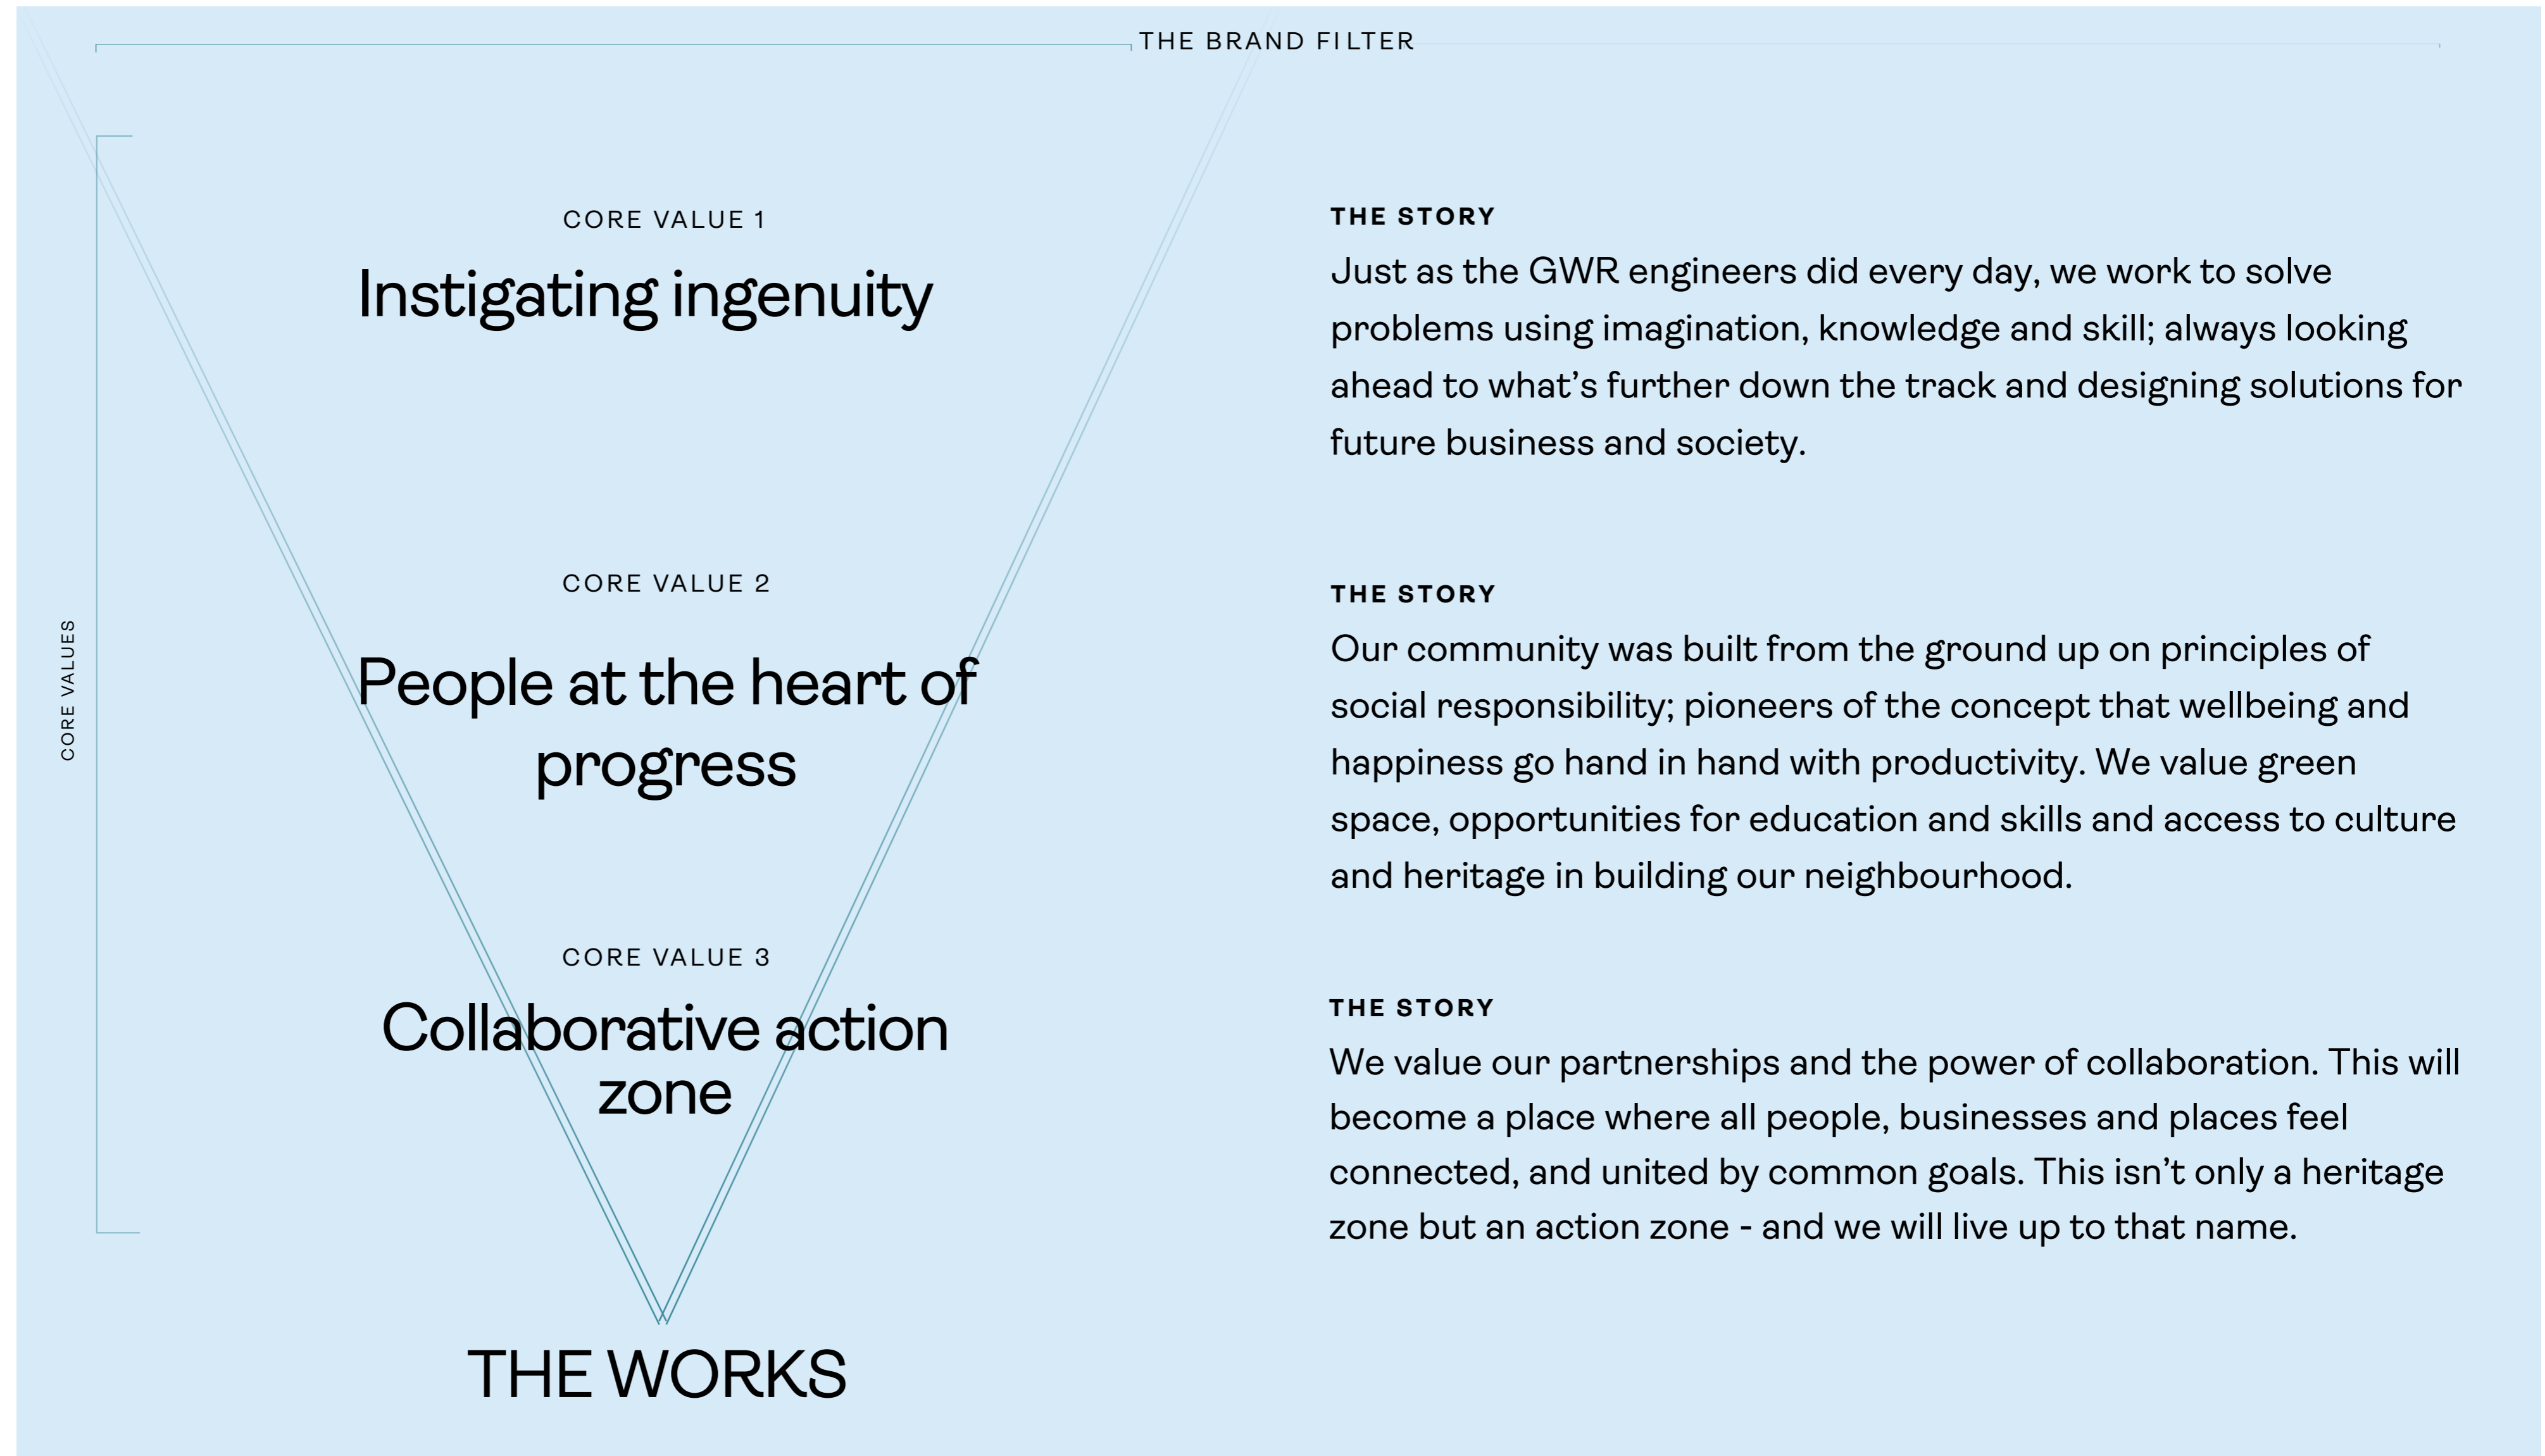 THE BRAND FILTER
CORE VALUES
CORE VALUE 1
Instigating ingenuity
THE STORY
Just as the GWR engineers did every day, we work to solve
problems using imagination, knowledge and skill; always looking
ahead to what’s further down the track and designing solutions for
future business and society.
CORE VALUE 2
People at the heart of
progress
THE STORY
Our community was built from the ground up on principles of
social responsibility; pioneers of the concept that wellbeing and
happiness go hand in hand with productivity. We value green
space, opportunities for education and skills and access to culture
and heritage in building our neighbourhood.
CORE VALUE 3
Collaborative action
zone
THE STORY
We value our partnerships and the power of collaboration. This will
become a place where all people, businesses and places feel
connected, and united by common goals. This isn’t only a heritage
zone but an action zone - and we will live up to that name.
THE WORKS